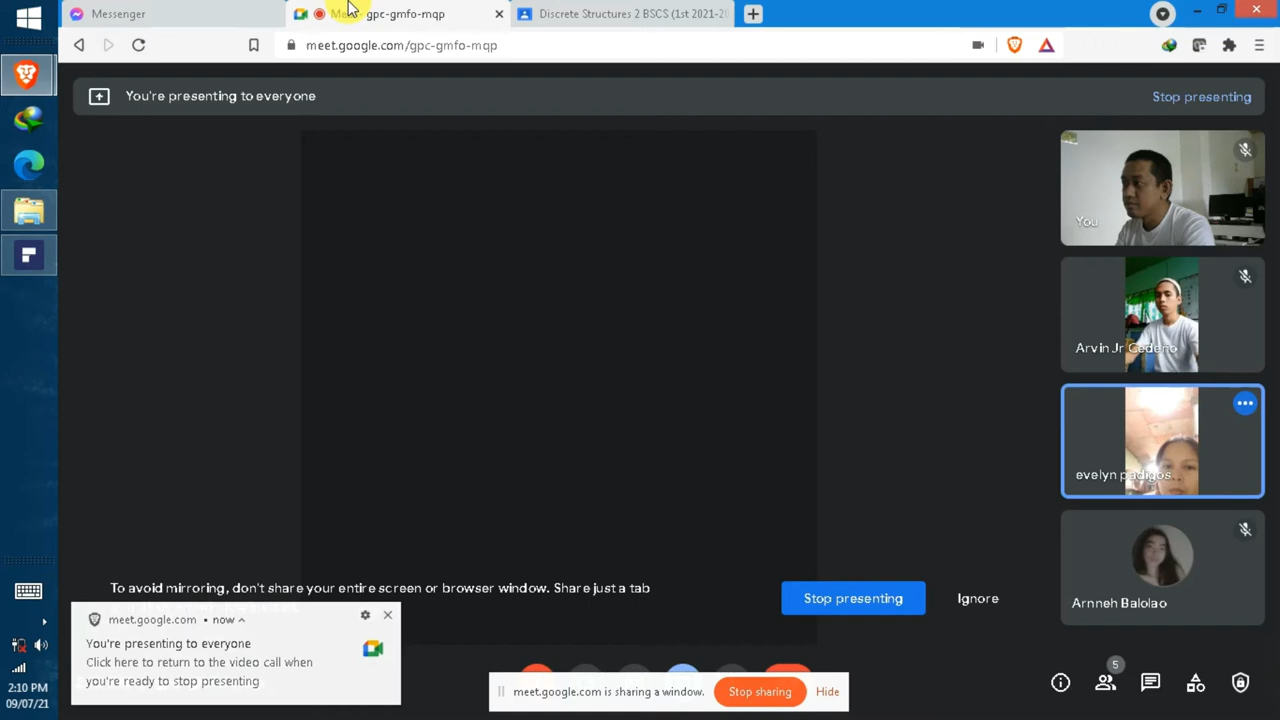 Messenger
gpc-gmfo-mqp
Discrete Structures 2 BSCS (1st 2021-2
meet.google.com/gpc-gmfo-mqp
You're presenting to everyone
Stop presenting
You
Arvin Jr Cedeno
evelyn padigos
Arnneh Balolao
To avoid mirroring, don't share your entire screen or browser window. Share just a tab
Stop presenting
Ignore
meet.google.com • now
You're presenting to everyone
Click here to return to the video call when
you're ready to stop presenting
meet.google.com is sharing a window.
Stop sharing
Hide
5
2:10 PM
09/07/21